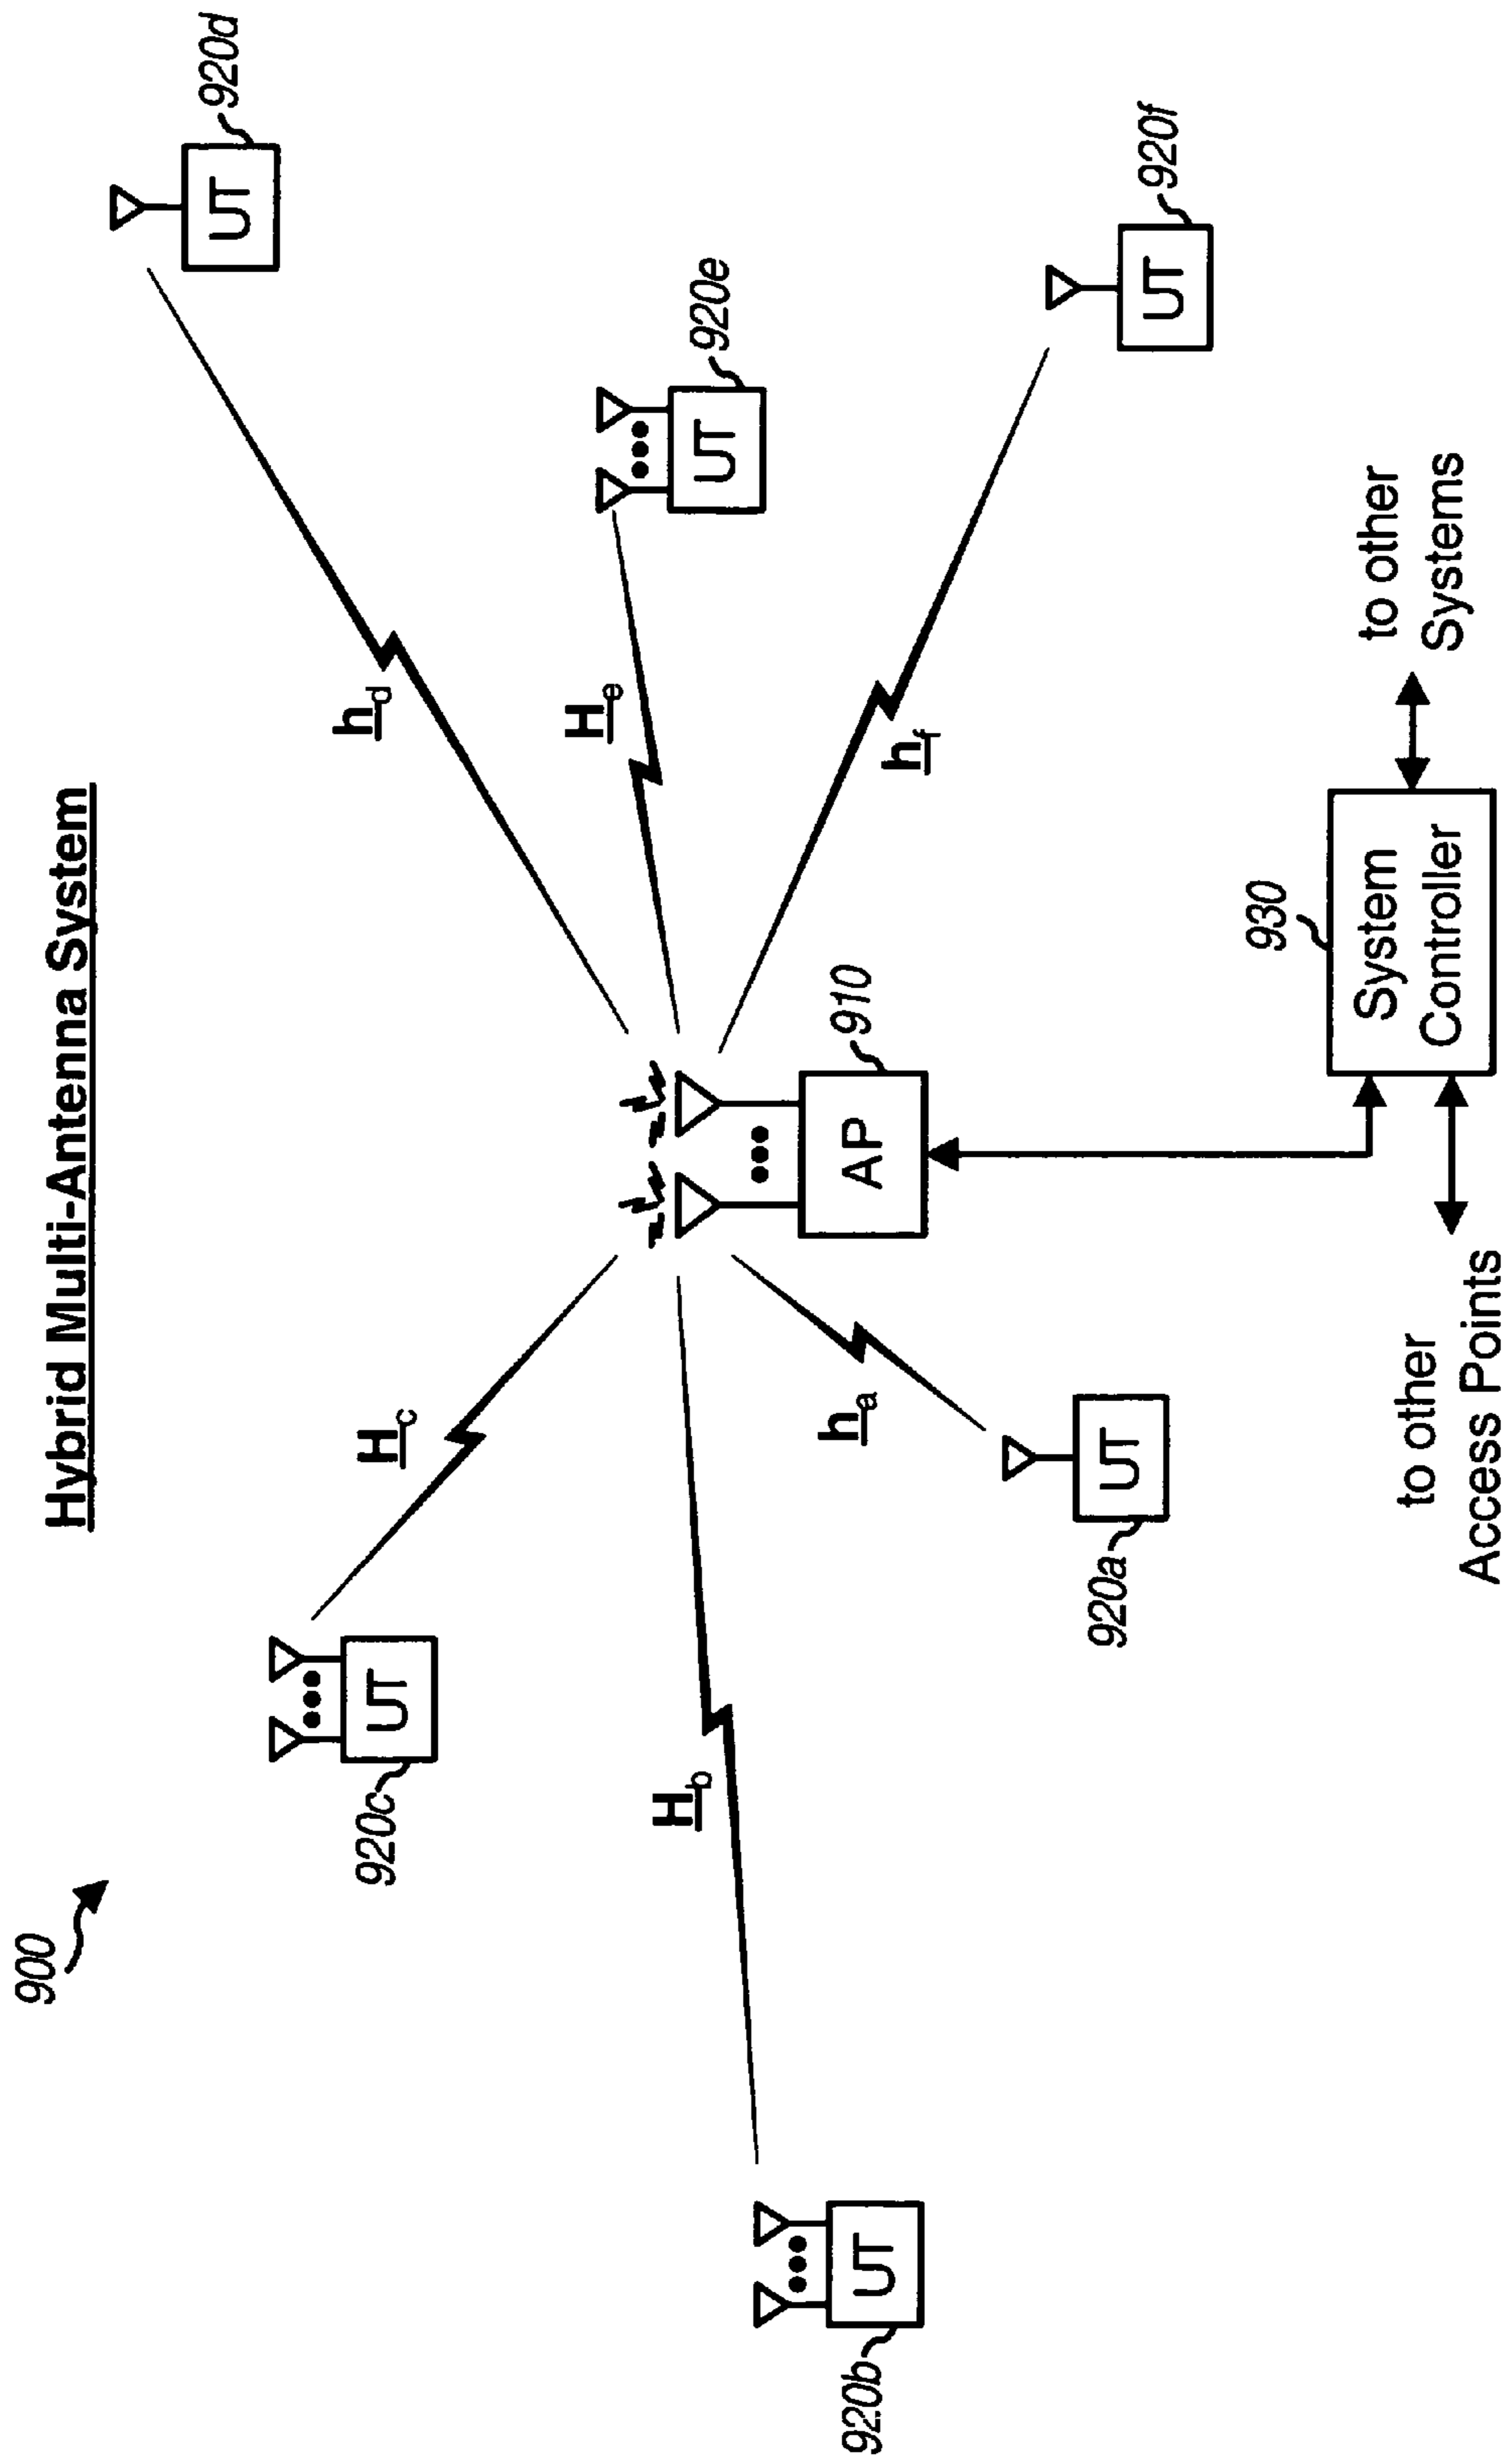 Hybrid Multi-Antenna System
900
920d
UT
h_d
920c
UT
H_c
920e
UT
H_e
H_b
920b
UT
h_a
920a
UT
AP
910
h_f
920f
UT
930
System
Controller
to other
Access Points
to other
Systems